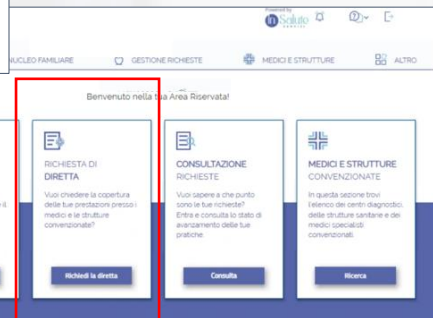 Powered by
inSaluto
NUCLEO FAMILIARE
GESTIONE RICHIESTE
MEDICI E STRUTTURE
ALTRO
Benvenuto nella tua Area Riservata!
RICHIESTA DI
DIRETTA
Vuoi chiedere la copertura
delle tue prestazioni presso i
medici e le strutture
convenzionate?
Richiedi la diretta
CONSULTAZIONE
RICHIESTE
Vuoi sapere a che punto
sono le tue richieste?
Entra e consulta lo stato di
avanzamento delle tue
pratiche.
Consulta
MEDICI E STRUTTURE
CONVENZIONATE
In questa sezione trovi
l'elenco dei centri diagnostici,
delle strutture sanitarie e dei
medici specialisti
convenzionati.
Ricerca